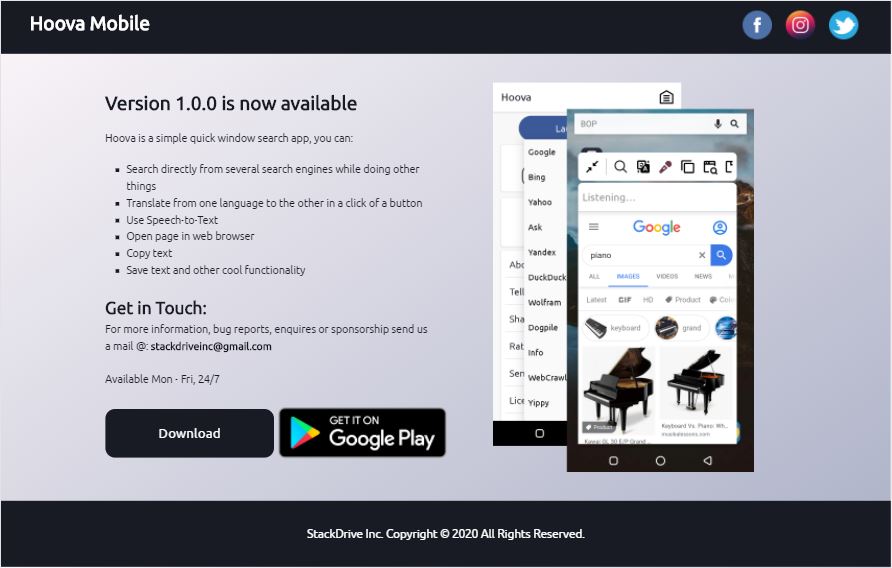 Hoova Mobile
Version 1.0.0 is now available
Hoova is a simple quick window search app, you can:
Search directly from several search engines while doing other
things
Translate from one language to the other in a click of a button
Use Speech-to-Text
Open page in web browser
Copy text
Save text and other cool functionality
Get in Touch:
For more information, bug reports, enquires or sponsorship send us
a mail @: stackdriveinc@gmail.com
Available Mon - Fri, 24/7
Download
GET IT ON
Google Play
Hoova
Lau
Google
Bing
Yahoo
Ask
Yandex
DuckDuck
Wolfram
Dogpile
Info
WebCrawl
Yippy
Abo
Tell
Sha
Rat
Sen
Lice
BOP
Listening...
Google
piano
ALL IMAGES VIDEOS NEWS M
Latest GIF HD Product Colo
keyboard grand
Product
Kawai GL 30 E/P Grand ...
Keyboard Vs. Piano: Wh...
musikalessons.com
StackDrive Inc. Copyright © 2020 All Rights Reserved.